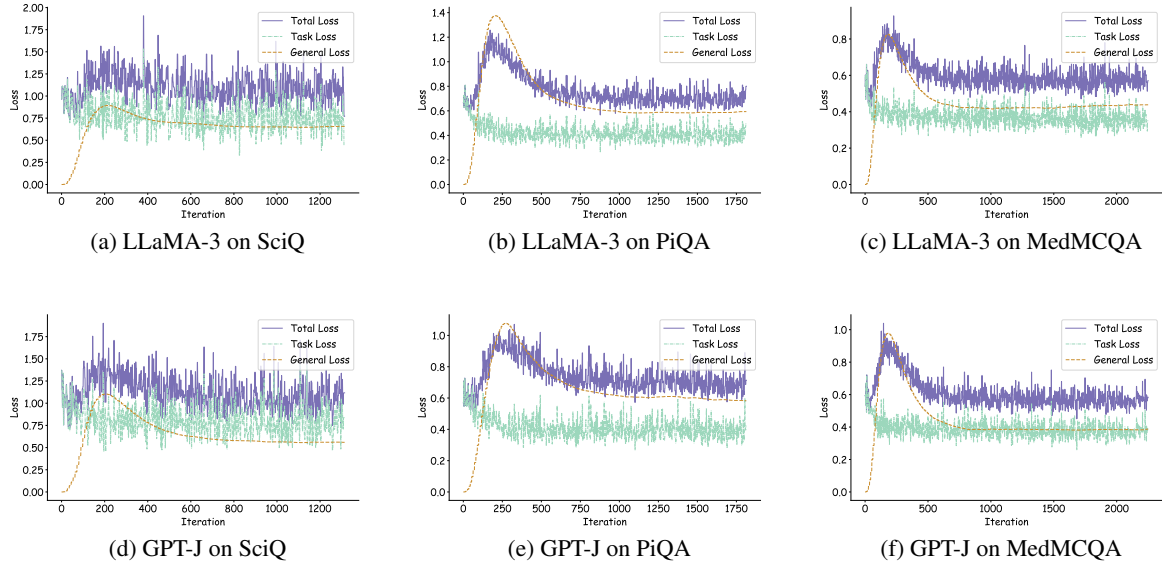 2.00
1.75
1.50
1.25
1.00
0.75
0.50
0.25
0.00
Loss
0 200 400 600 800 1000 1200
Iteration
Total Loss
Task Loss
General Loss
(a) LLaMA-3 on SciQ
1.4
1.2
1.0
0.8
0.6
0.4
0.2
0.0
Loss
0 250 500 750 1000 1250 1500 1750
Iteration
Total Loss
Task Loss
General Loss
(b) LLaMA-3 on PiQA
0.8
0.6
0.4
0.2
0.0
Loss
0 500 1000 1500 2000
Iteration
Total Loss
Task Loss
General Loss
(c) LLaMA-3 on MedMCQA
1.75
1.50
1.25
1.00
0.75
0.50
0.25
0.00
Loss
0 200 400 600 800 1000 1200
Iteration
Total Loss
Task Loss
General Loss
(d) GPT-J on SciQ
1.0
0.8
0.6
0.4
0.2
0.0
Loss
0 250 500 750 1000 1250 1500 1750
Iteration
Total Loss
Task Loss
General Loss
(e) GPT-J on PiQA
1.0
0.8
0.6
0.4
0.2
0.0
Loss
0 500 1000 1500 2000
Iteration
Total Loss
Task Loss
General Loss
(f) GPT-J on MedMCQA